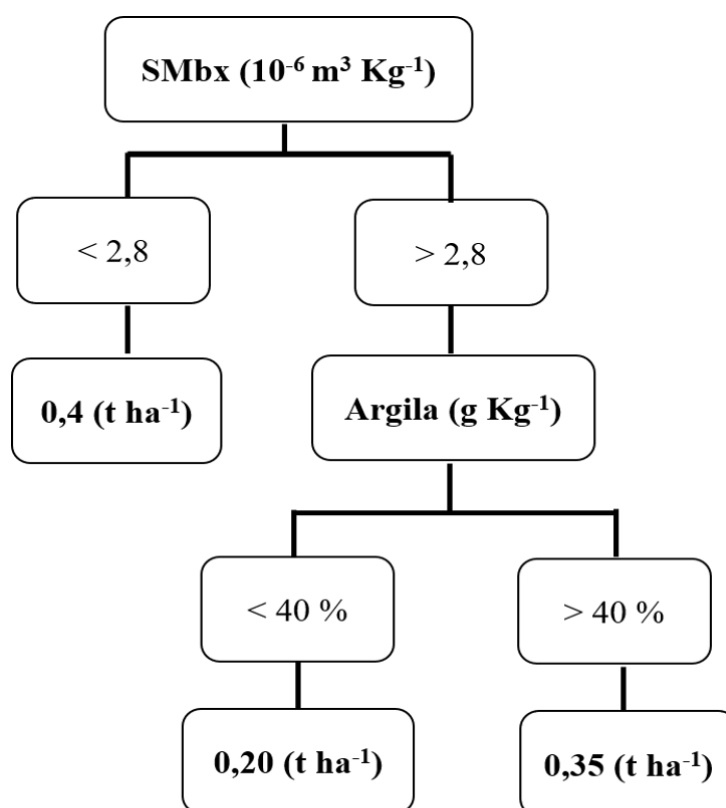 SMbx (10⁻⁶ m³ Kg⁻¹)
< 2,8
> 2,8
0,4 (t ha⁻¹)
Argila (g Kg⁻¹)
< 40 %
> 40 %
0,20 (t ha⁻¹)
0,35 (t ha⁻¹)